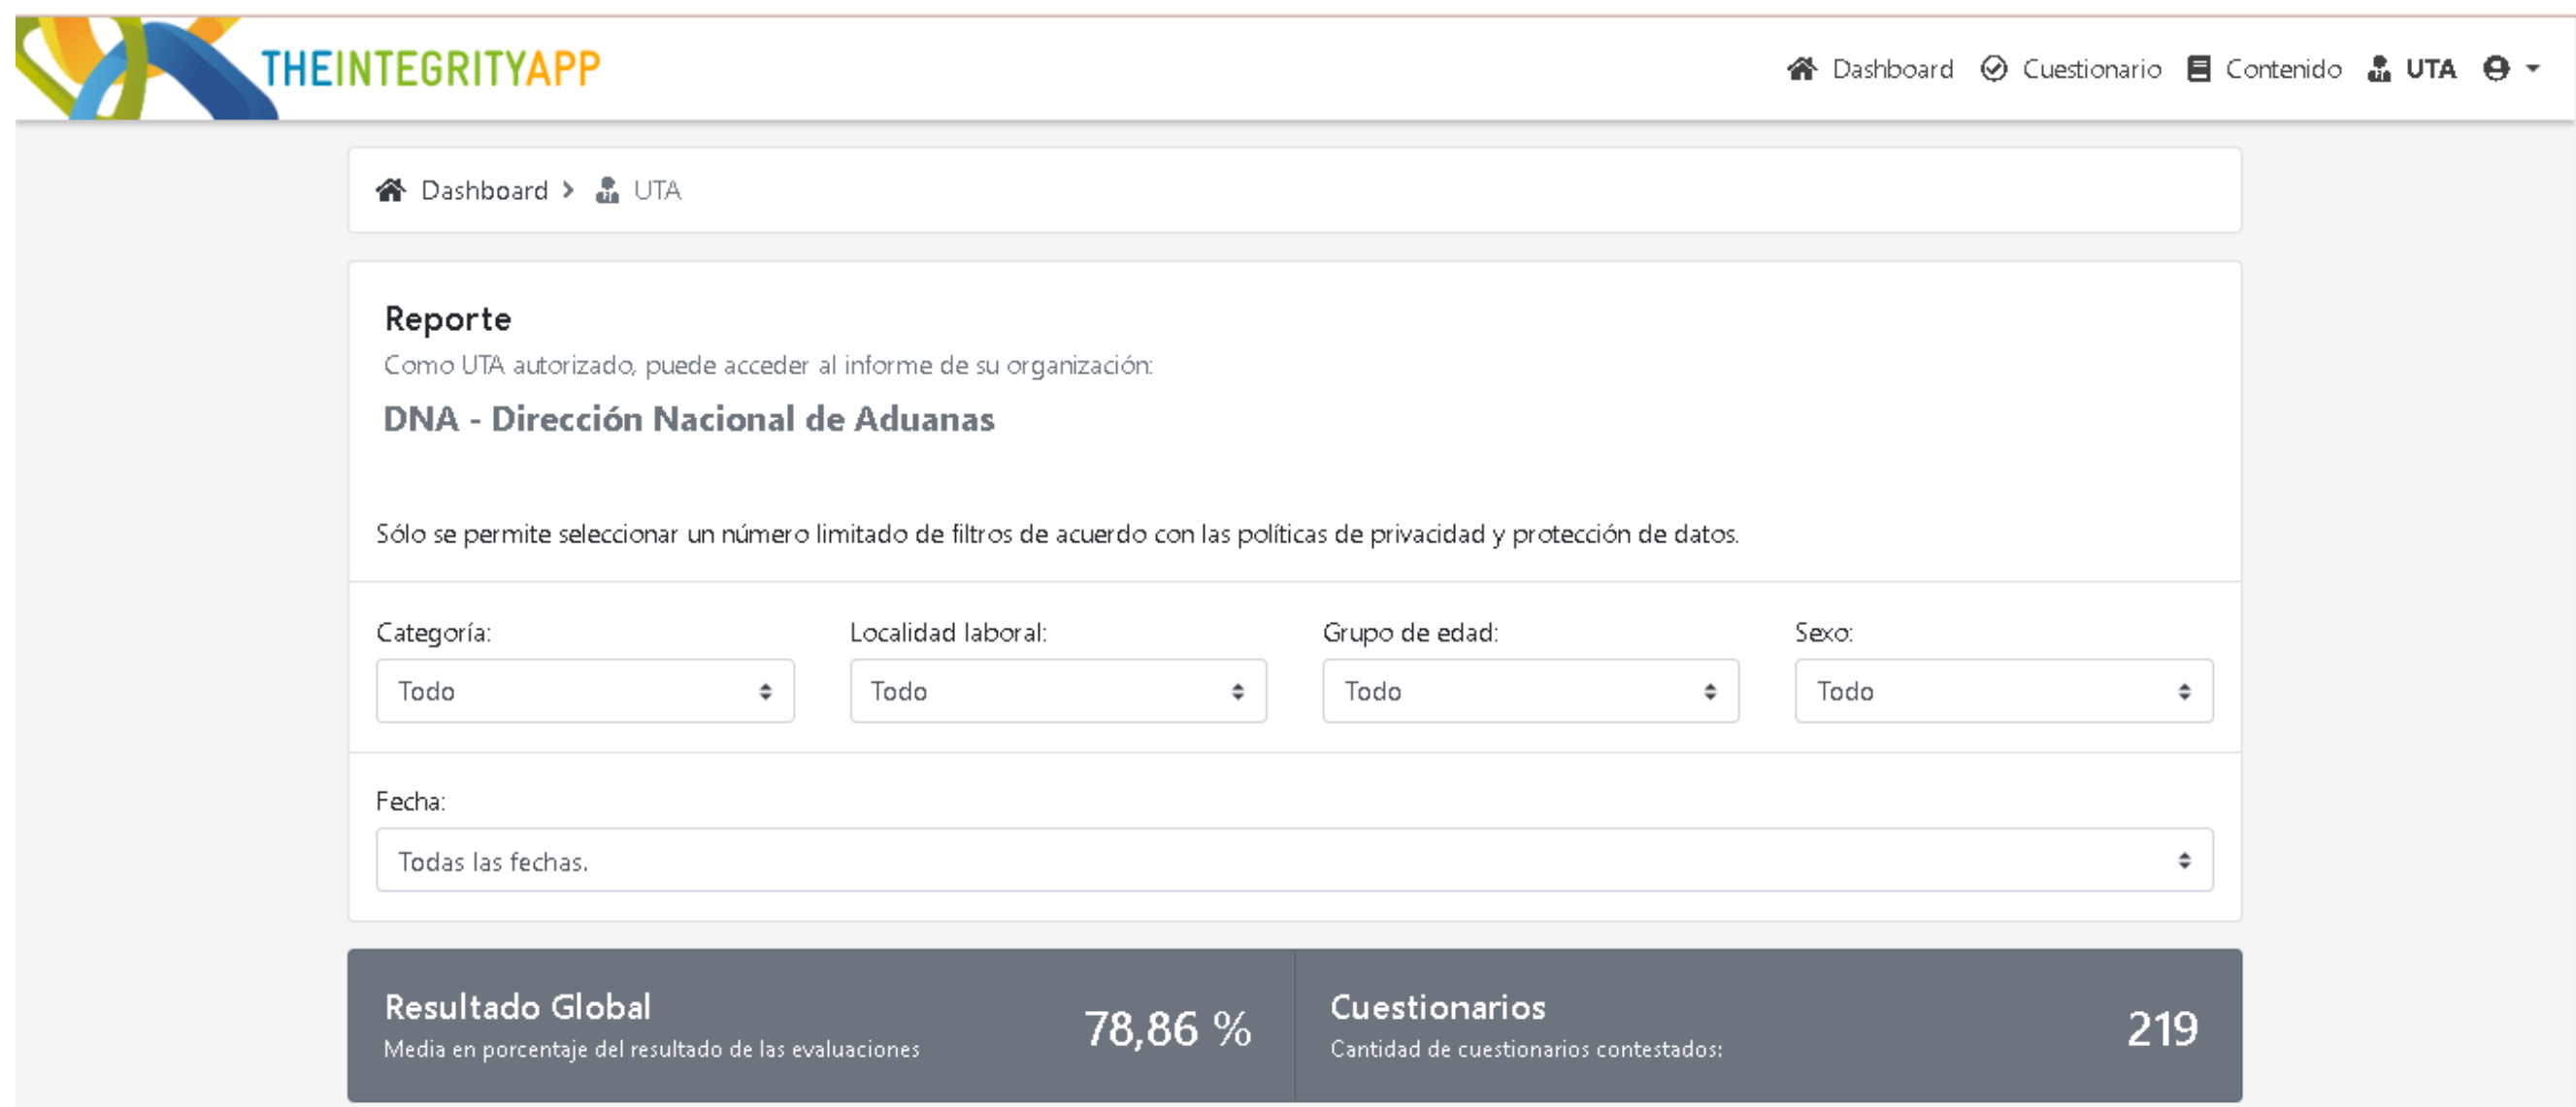 THEINTEGRITYAPP
Dashboard Cuestionario Contenido UTA
Dashboard > UTA
Reporte
Como UTA autorizado, puede acceder al informe de su organización:
DNA - Dirección Nacional de Aduanas
Sólo se permite seleccionar un número limitado de filtros de acuerdo con las políticas de privacidad y protección de datos.
Categoría: Localidad laboral: Grupo de edad: Sexo:
Todo Todo Todo Todo
Fecha:
Todas las fechas.
Resultado Global
Media en porcentaje del resultado de las evaluaciones
78,86 %
Cuestionarios
Cantidad de cuestionarios contestados:
219